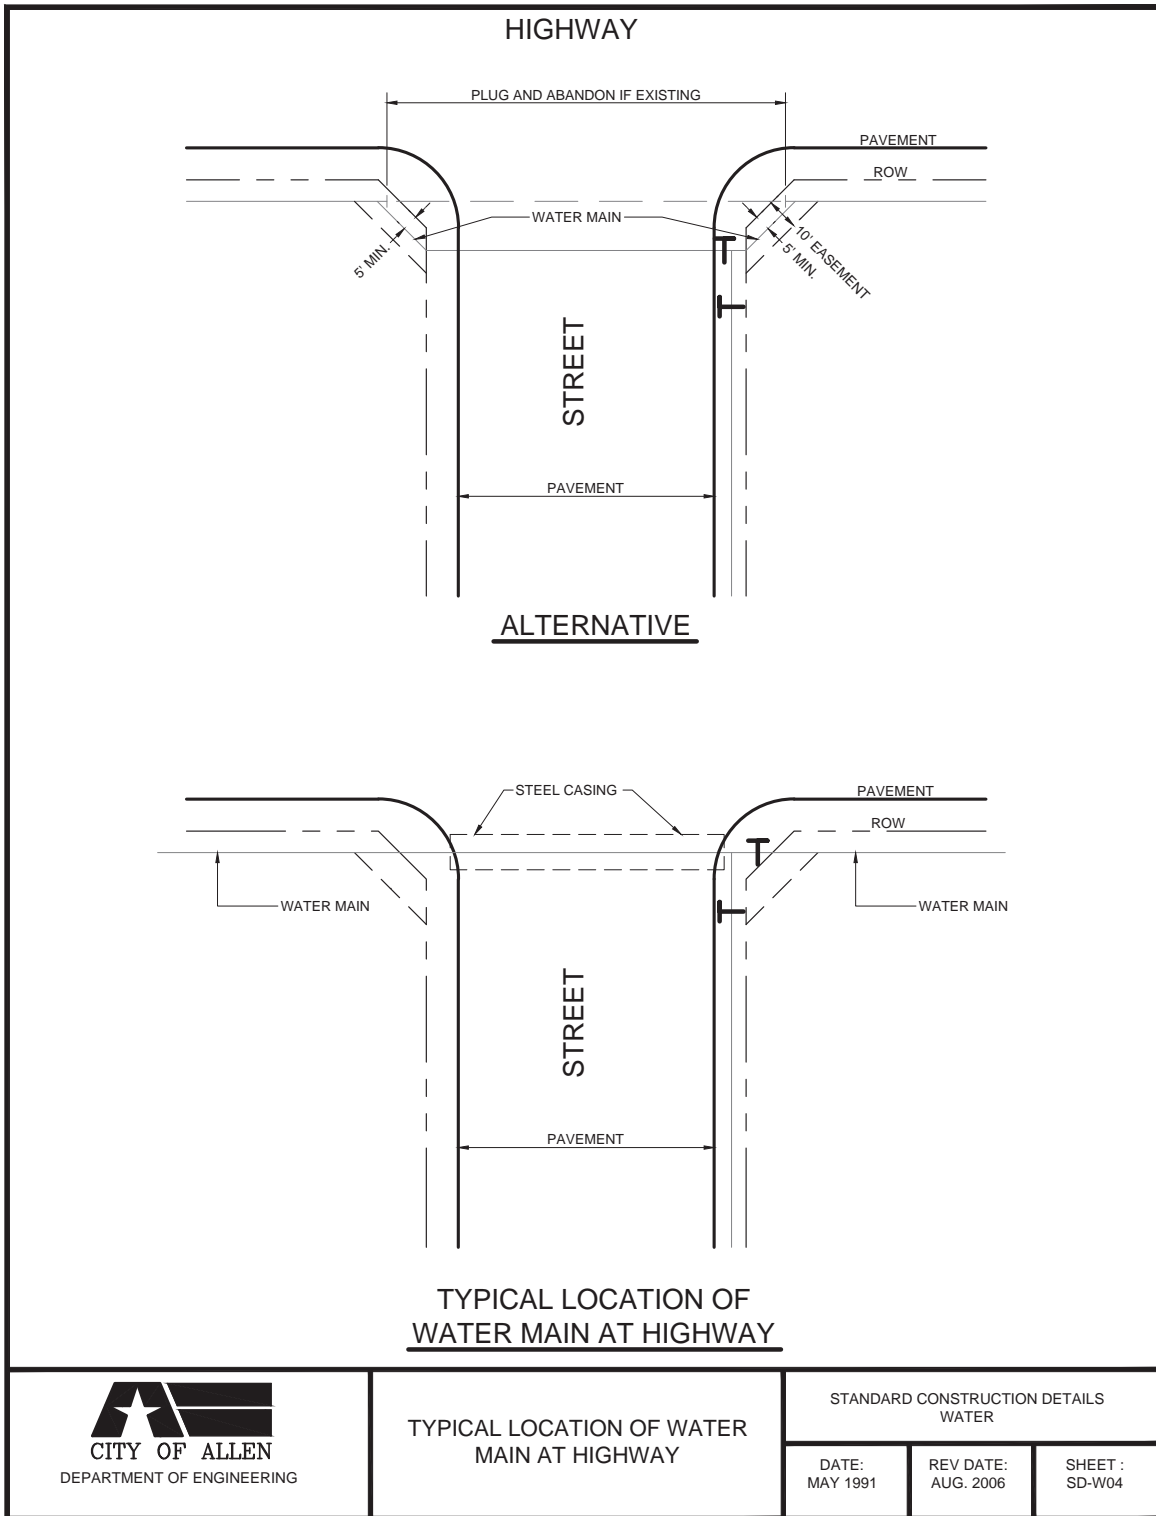 HIGHWAY
PLUG AND ABANDON IF EXISTING
PAVEMENT
ROW
WATER MAIN
5' MIN.
10' EASEMENT
5' MIN.
STREET
PAVEMENT
ALTERNATIVE
STEEL CASING
PAVEMENT
ROW
WATER MAIN
WATER MAIN
STREET
PAVEMENT
TYPICAL LOCATION OF
WATER MAIN AT HIGHWAY
CITY OF ALLEN
DEPARTMENT OF ENGINEERING
TYPICAL LOCATION OF WATER
MAIN AT HIGHWAY
STANDARD CONSTRUCTION DETAILS
WATER
DATE:
MAY 1991
REV DATE:
AUG. 2006
SHEET :
SD-W04